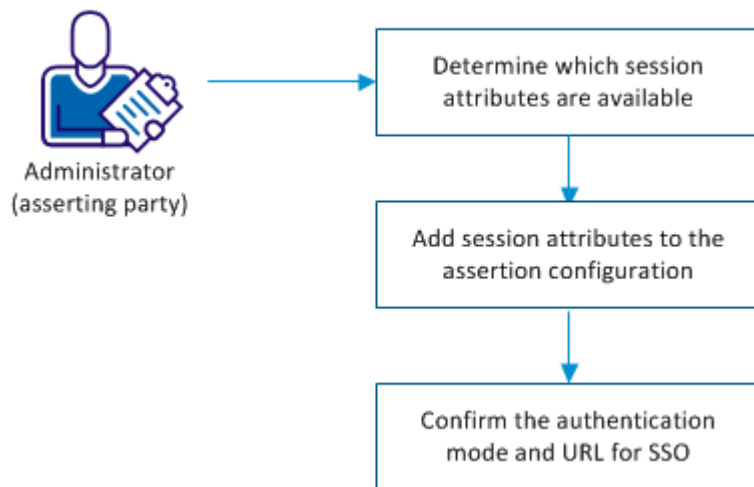 Determine which session
attributes are available
Administrator
(asserting party)
Add session attributes to the
assertion configuration
Confirm the authentication
mode and URL for SSO